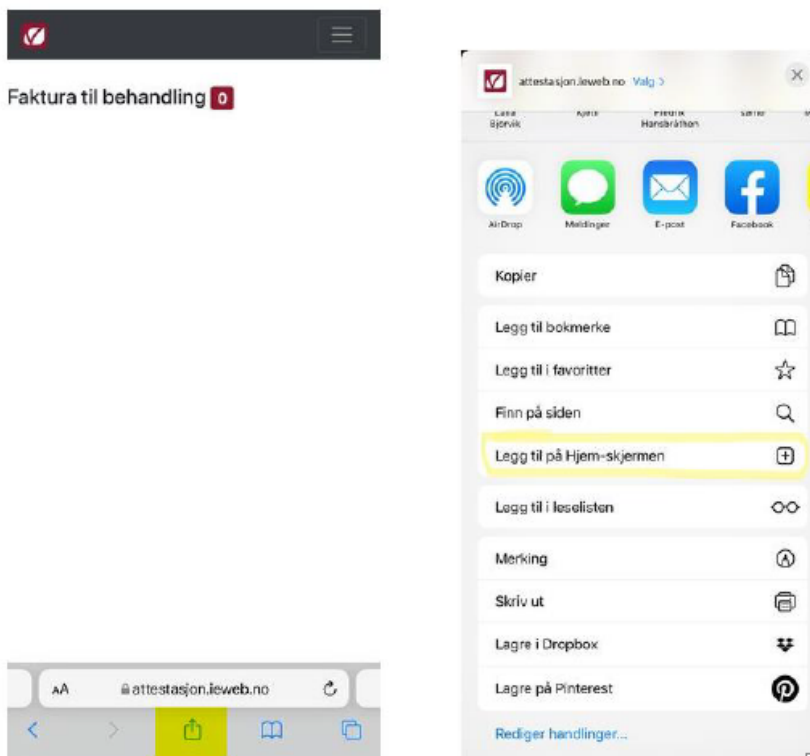 Faktura til behandling 0
AA attestasjon.ieweb.no
attestasjon.ieweb.no Valg >
Bjorvik
Hansbråthen
AirDrop Meldinger E-post Facebook
Kopier
Legg til bokmerke
Legg til i favoritter
Finn på siden
Legg til på Hjem-skjermen
Legg til i leselisten
Merking
Skriv ut
Lagre i Dropbox
Lagre på Pinterest
Rediger handlinger...